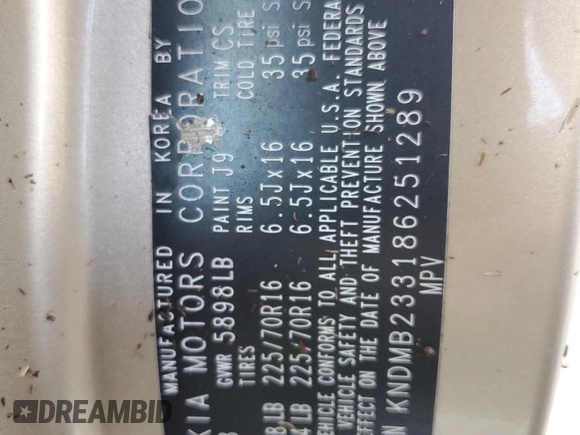 MANUFACTURED IN KOREA BY
KIA MOTORS CORPORATIO
GVWR 5898LB PAINT J9 TRIM CS
TIRES RIMS COLD TIRE
8LB 225/70R16 6.5Jx16 35 psi S
LB 225/70R16 6.5Jx16 35 psi S
VEHICLE CONFORMS TO ALL APPLICABLE U.S.A. FEDERA
VEHICLE SAFETY AND THEFT PREVENTION STANDARDS
EFFECT ON THE DATE OF MANUFACTURE SHOWN ABOVE
N KNDMB233186251289
MPV
DREAMBID